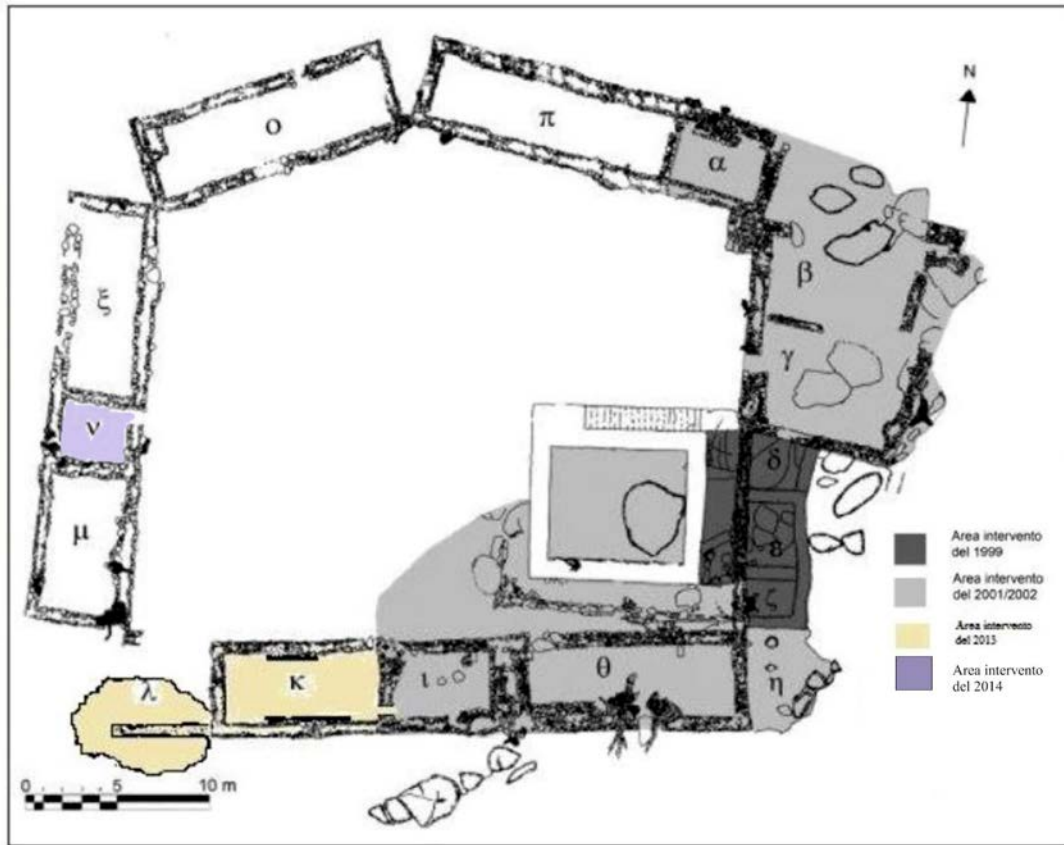 N
ο
π
α
β
ξ
γ
ν
δ
μ
ε
ζ
κ
ι
θ
η
λ
0 5 10 m
Area intervento
del 1999
Area intervento
del 2001/2002
Area intervento
del 2013
Area intervento
del 2014